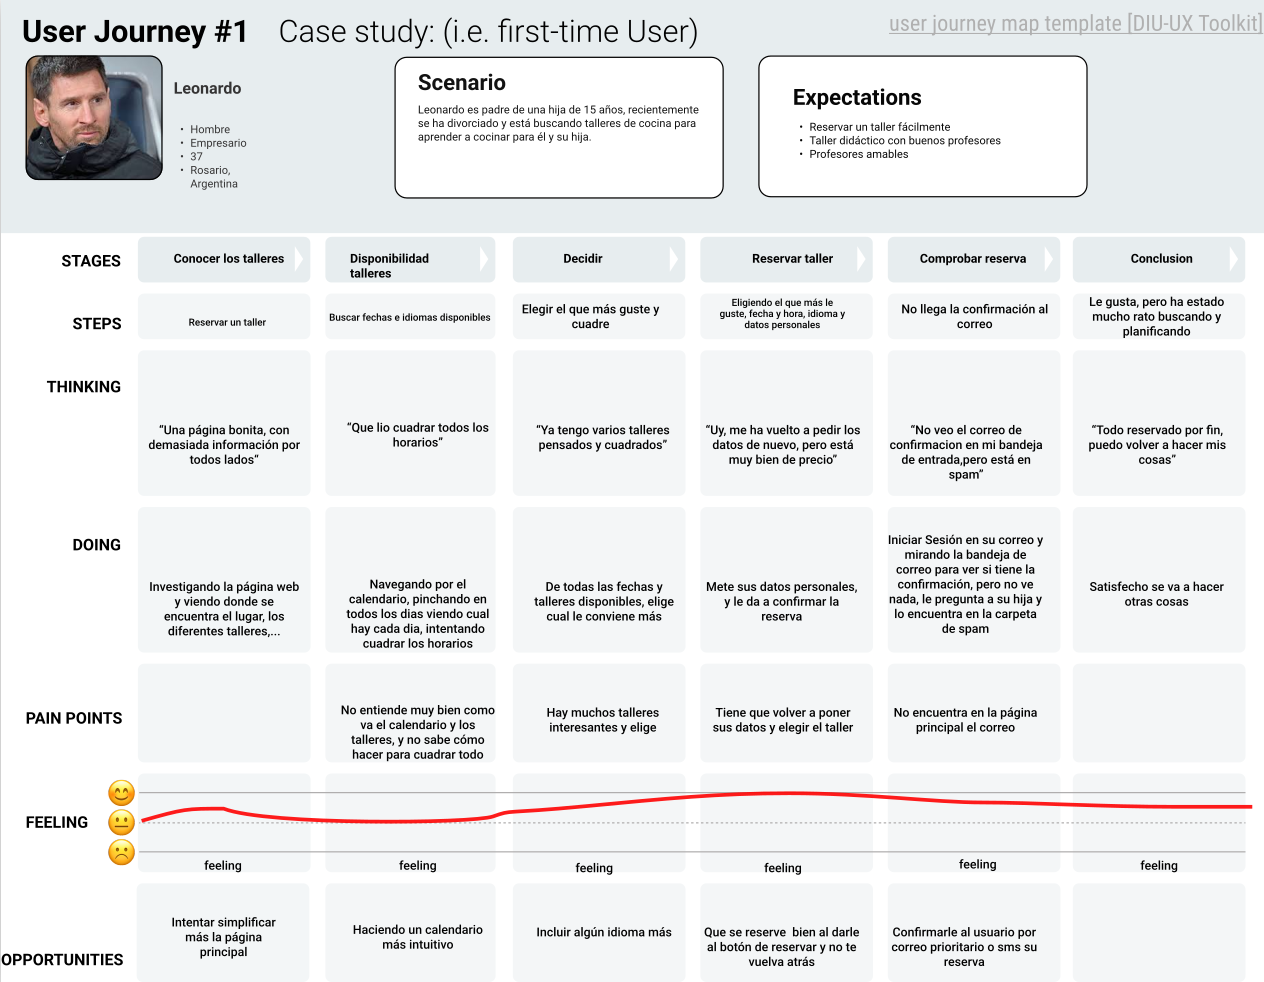 User Journey #1 Case study: (i.e. first-time User)
user journey map template [DIU-UX Toolkit]
Leonardo
• Hombre
• Empresario
• 37
• Rosario,
Argentina
Scenario
Leonardo es padre de una hija de 15 años, recientemente
se ha divorciado y está buscando talleres de cocina para
aprender a cocinar para él y su hija.
Expectations
• Reservar un taller fácilmente
• Taller didáctico con buenos profesores
• Profesores amables
STAGES
Conocer los talleres
Disponibilidad
talleres
Decidir
Reservar taller
Comprobar reserva
Conclusion
STEPS
Reservar un taller
Buscar fechas e idiomas disponibles
Elegir el que más guste y
cuadre
Eligiendo el que más le
guste, fecha y hora, idioma y
datos personales
No llega la confirmación al
correo
Le gusta, pero ha estado
mucho rato buscando y
planificando
THINKING
“Una página bonita, con
demasiada información por
todos lados”
“Que lio cuadrar todos los
horarios”
“Ya tengo varios talleres
pensados y cuadrados”
“Uy, me ha vuelto a pedir los
datos de nuevo, pero está
muy bien de precio”
“No veo el correo de
confirmacion en mi bandeja
de entrada,pero está en
spam”
“Todo reservado por fin,
puedo volver a hacer mis
cosas”
DOING
Investigando la página web
y viendo donde se
encuentra el lugar, los
diferentes talleres,...
Navegando por el
calendario, pinchando en
todos los dias viendo cual
hay cada dia, intentando
cuadrar los horarios
De todas las fechas y
talleres disponibles, elige
cual le conviene más
Mete sus datos personales,
y le da a confirmar la
reserva
Iniciar Sesión en su correo y
mirando la bandeja de
correo para ver si tiene la
confirmación, pero no ve
nada, le pregunta a su hija y
lo encuentra en la carpeta
de spam
Satisfecho se va a hacer
otras cosas
PAIN POINTS
No entiende muy bien como
va el calendario y los
talleres, y no sabe cómo
hacer para cuadrar todo
Hay muchos talleres
interesantes y elige
Tiene que volver a poner
sus datos y elegir el taller
No encuentra en la página
principal el correo
FEELING
feeling
feeling
feeling
feeling
feeling
feeling
OPPORTUNITIES
Intentar simplificar
más la página
principal
Haciendo un calendario
más intuitivo
Incluir algún idioma más
Que se reserve bien al darle
al botón de reservar y no te
vuelva atrás
Confirmarle al usuario por
correo prioritario o sms su
reserva